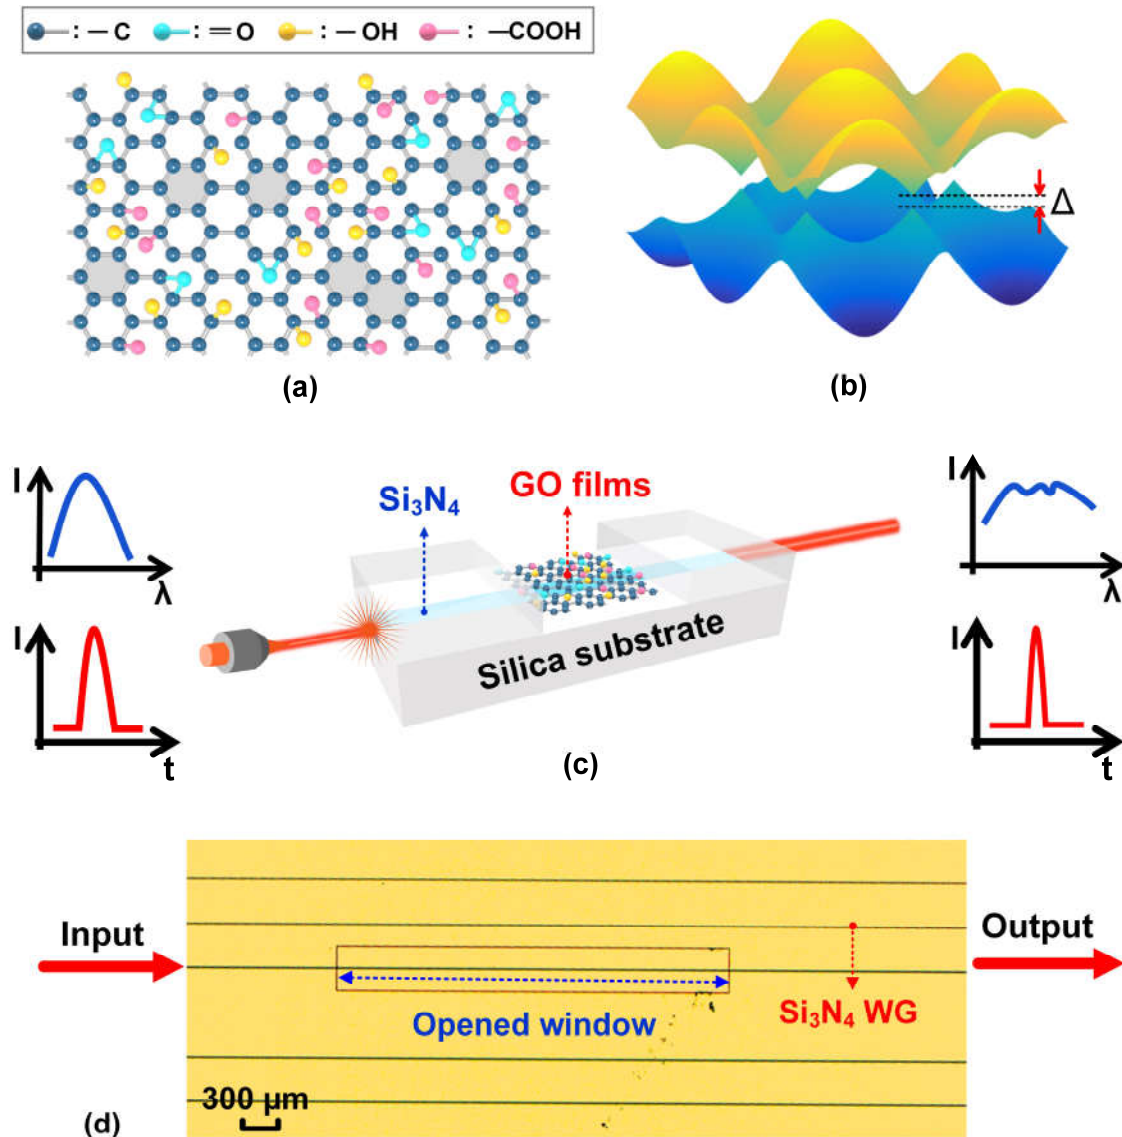 : — C : ═ O : — OH : —COOH
Δ
(a)
(b)
I
λ
I
t
Si₃N₄
GO films
Silica substrate
I
λ
I
t
(c)
Input
Output
Opened window
Si₃N₄ WG
300 μm
(d)